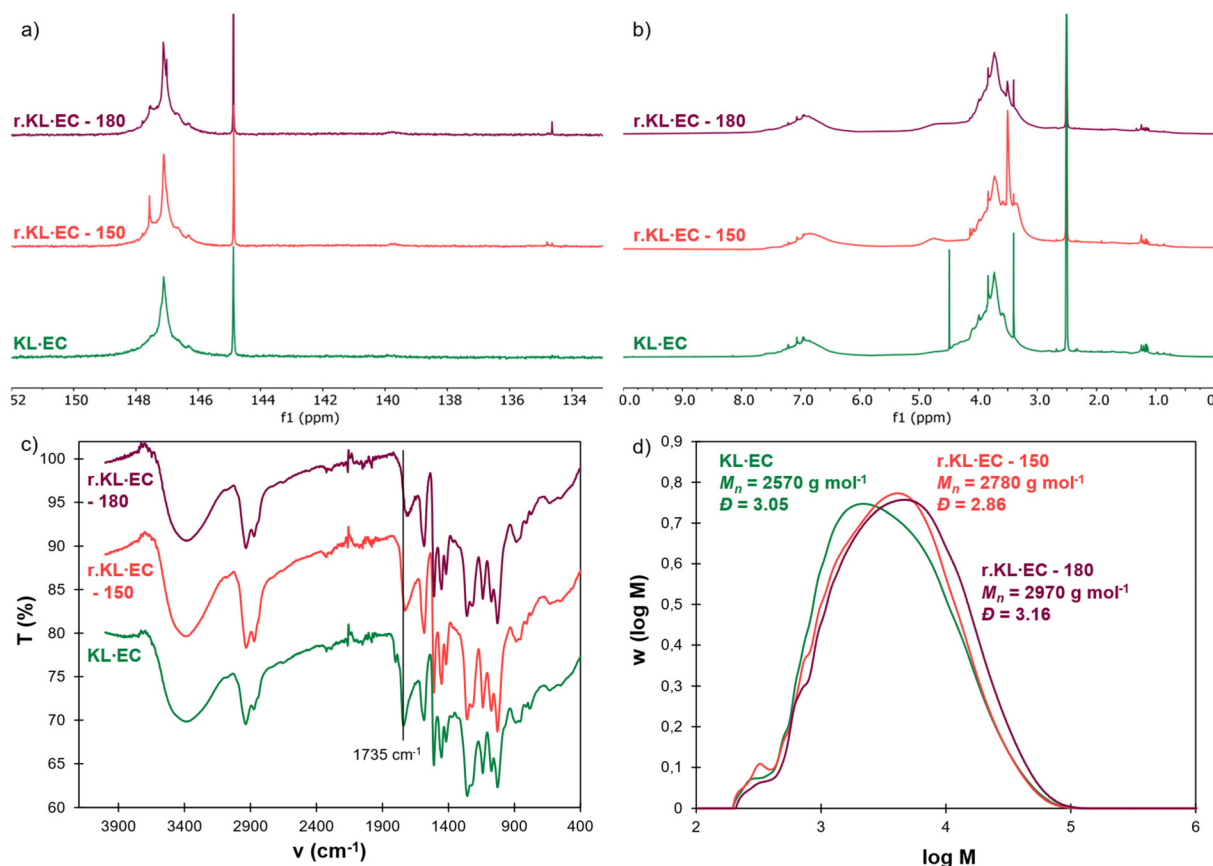 a)
r.KL·EC - 180
r.KL·EC - 150
KL·EC
52 150 148 146 144 142 140 138 136 134
f1 (ppm)
b)
r.KL·EC - 180
r.KL·EC - 150
KL·EC
0.0 9.0 8.0 7.0 6.0 5.0 4.0 3.0 2.0 1.0 0
f1 (ppm)
c)
100
95
90
85
80
75
70
65
60
T (%)
r.KL·EC
- 180
r.KL·EC
- 150
KL·EC
1735 cm⁻¹
3900 3400 2900 2400 1900 1400 900 400
ν (cm⁻¹)
d)
0,9
0,8
0,7
0,6
0,5
0,4
0,3
0,2
0,1
0
w (log M)
KL·EC
Mn = 2570 g mol⁻¹
Đ = 3.05
r.KL·EC - 150
Mn = 2780 g mol⁻¹
Đ = 2.86
r.KL·EC - 180
Mn = 2970 g mol⁻¹
Đ = 3.16
2 3 4 5 6
log M